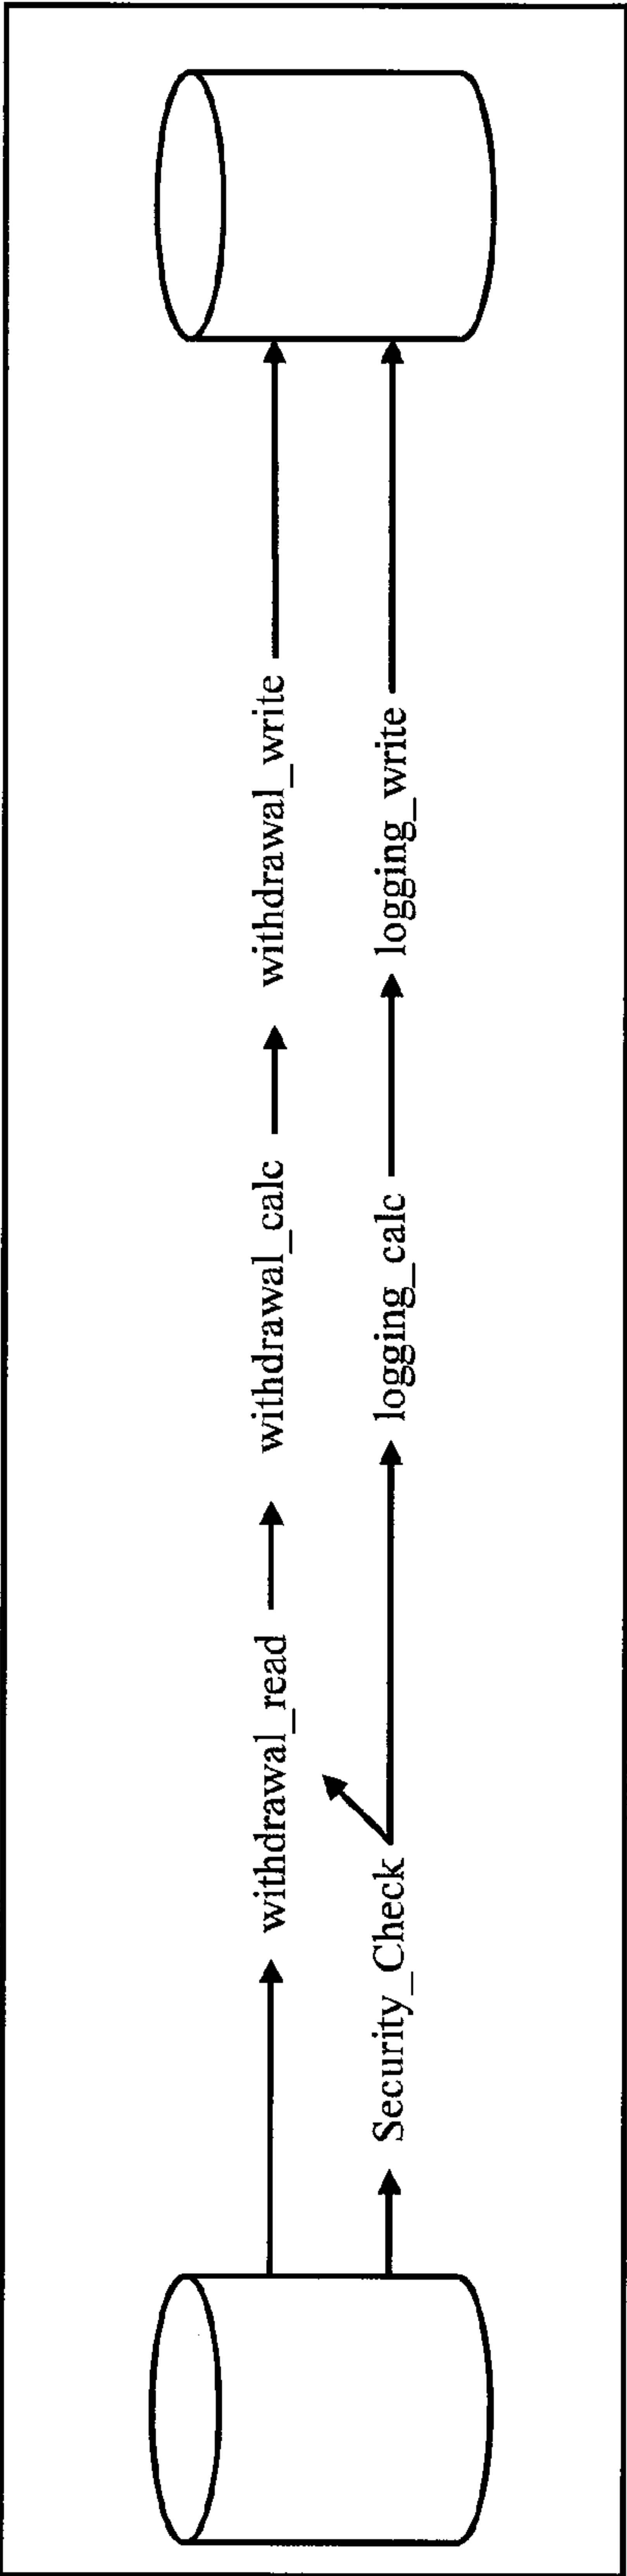 withdrawal_read
withdrawal_calc
withdrawal_write
Security_Check
logging_calc
logging_write